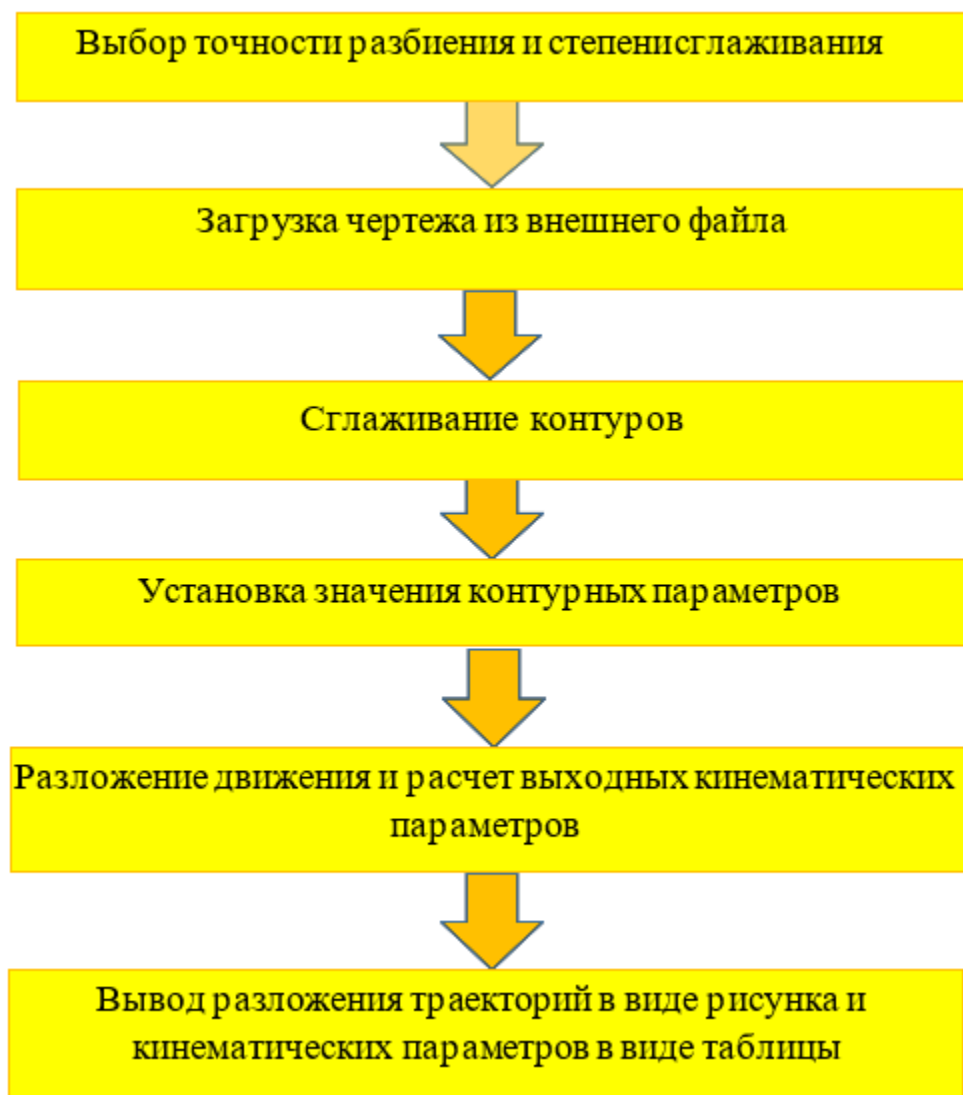 Выбор точности разбиения и степенисглаживания
Загрузка чертежа из внешнего файла
Сглаживание контуров
Установка значения контурных параметров
Разложение движения и расчет выходных кинематических
параметров
Вывод разложения траекторий в виде рисунка и
кинематических параметров в виде таблицы